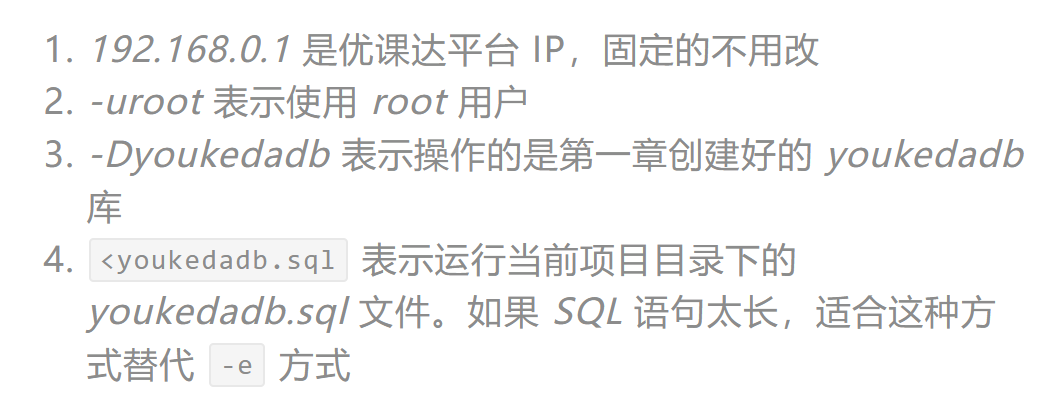 1. 192.168.0.1 是优课达平台 IP，固定的不用改
2. -uroot 表示使用 root 用户
3. -Dyoukedadb 表示操作的是第一章创建好的 youkedadb
库
4. <youkedadb.sql 表示运行当前项目目录下的
youkedadb.sql 文件。如果 SQL 语句太长，适合这种方
式替代 -e 方式